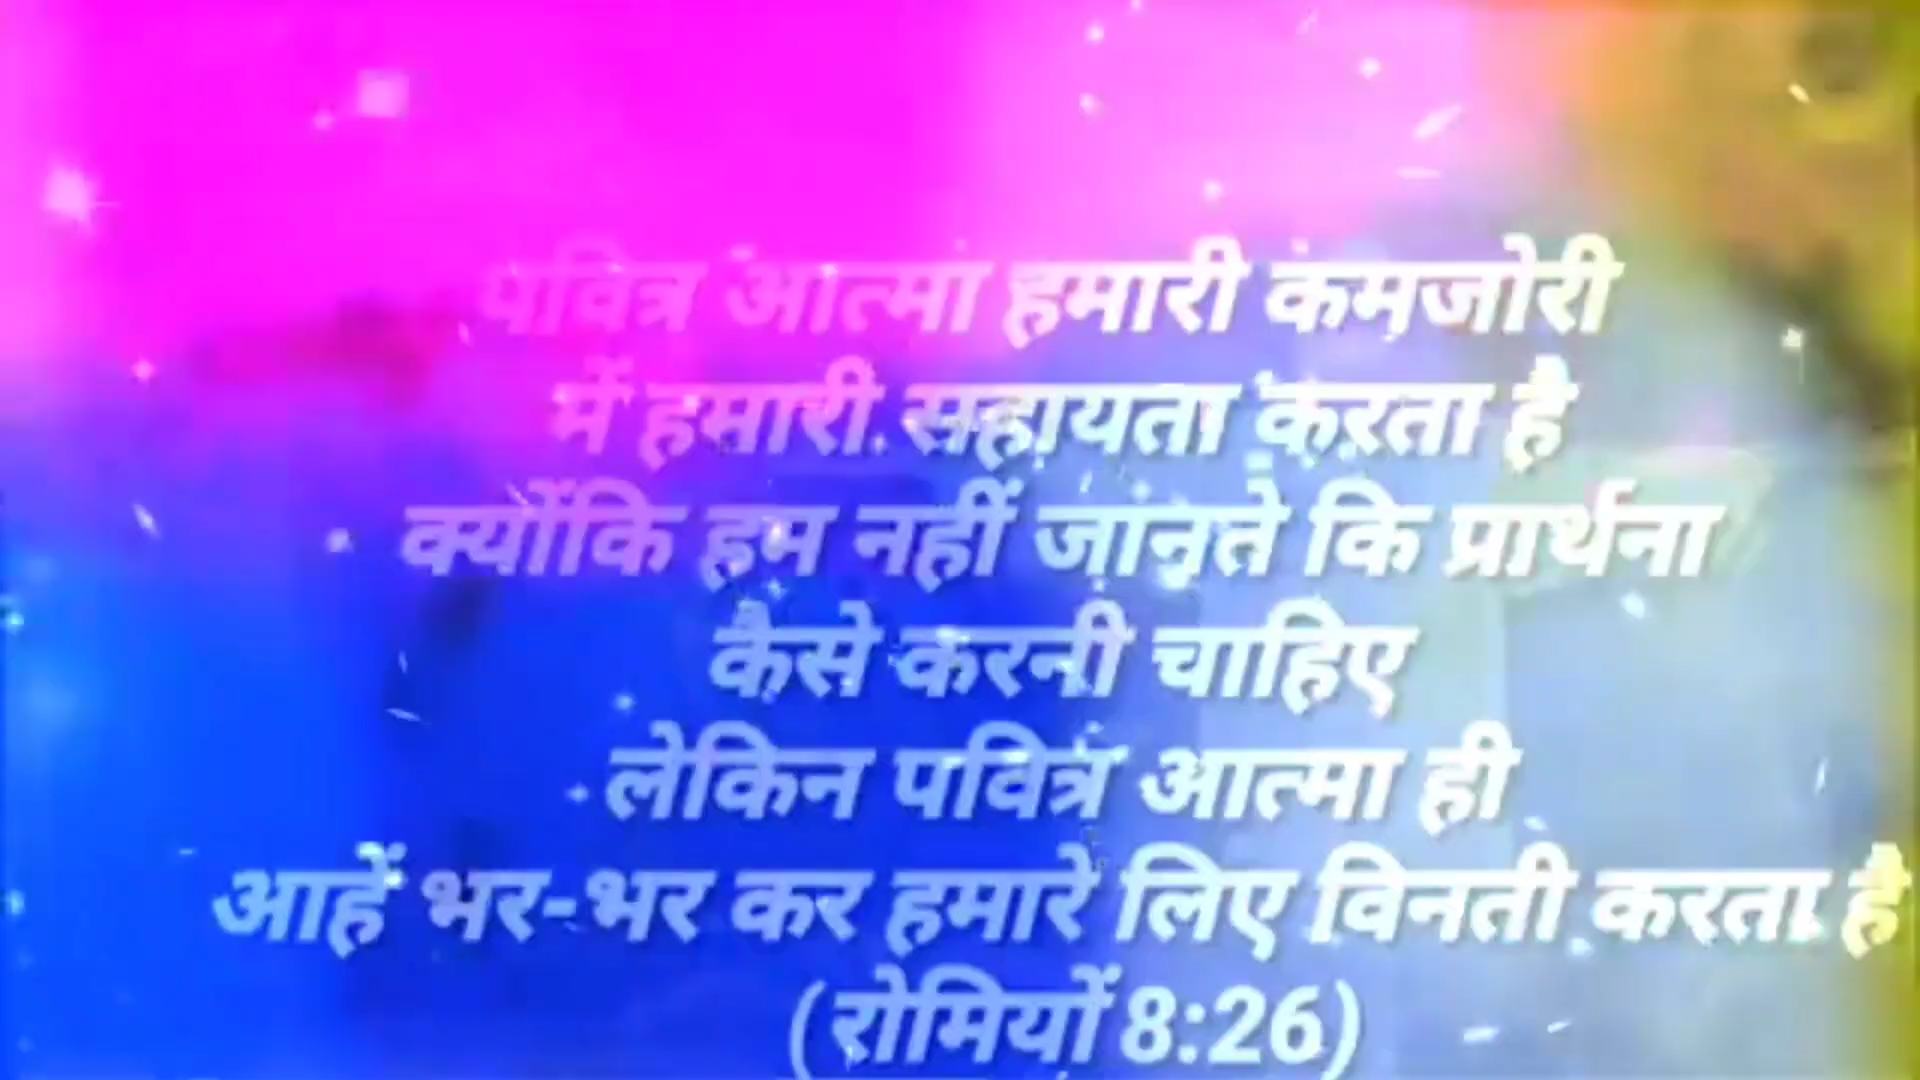 पवित्र आत्मा हमारी कमजोरी
में हमारी सहायता करता है
क्योंकि हम नहीं जानते कि प्रार्थना
कैसे करनी चाहिए
लेकिन पवित्र आत्मा ही
आहें भर-भर कर हमारे लिए विनती करता है
(रोमियों 8:26)